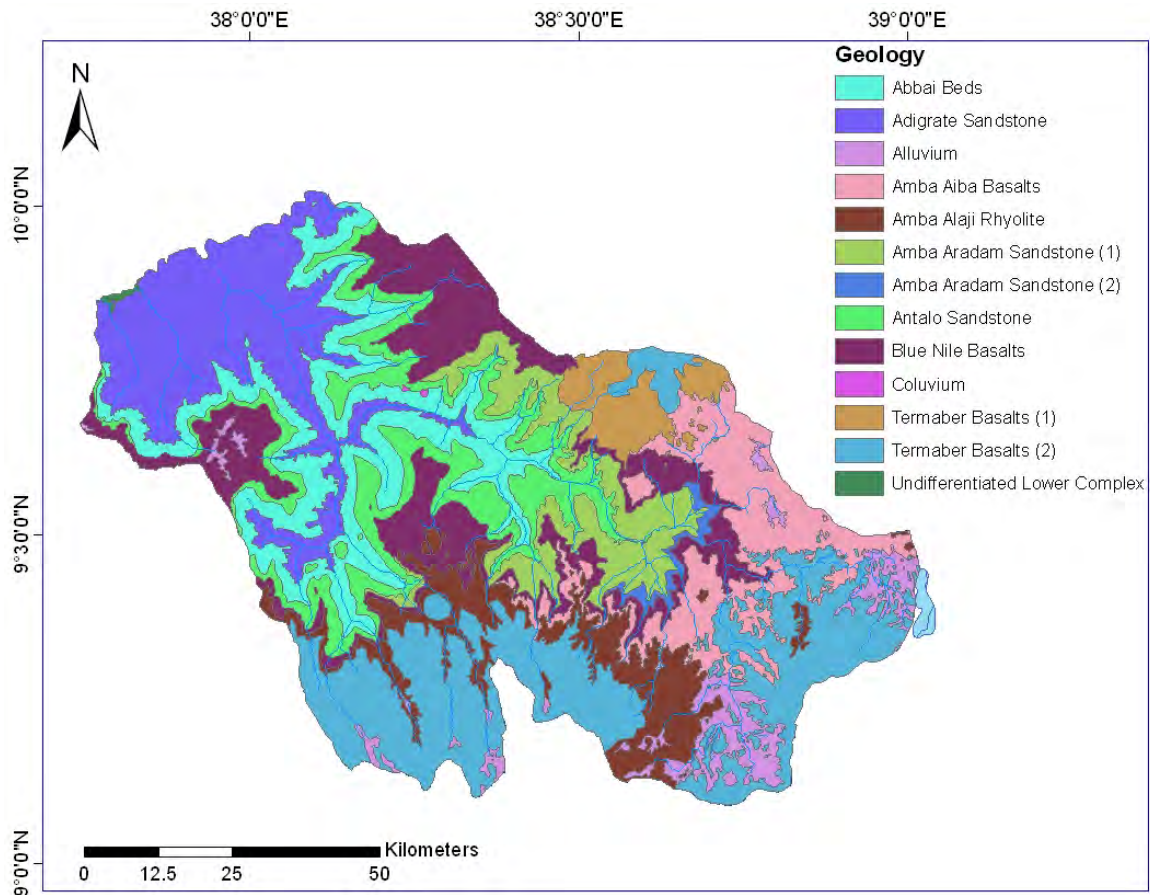 38°0'0"E 38°30'0"E 39°0'0"E
N
10°0'0"N
9°30'0"N
9°0'0"N
Geology
Abbai Beds
Adigrate Sandstone
Alluvium
Amba Aiba Basalts
Amba Alaji Rhyolite
Amba Aradam Sandstone (1)
Amba Aradam Sandstone (2)
Antalo Sandstone
Blue Nile Basalts
Coluvium
Termaber Basalts (1)
Termaber Basalts (2)
Undifferentiated Lower Complex
Kilometers
0 12.5 25 50